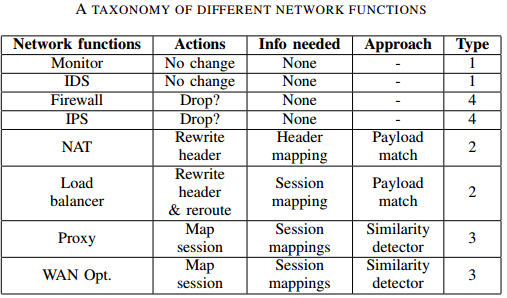 A TAXONOMY OF DIFFERENT NETWORK FUNCTIONS
Network functions Actions Info needed Approach Type
Monitor No change None - 1
IDS No change None - 1
Firewall Drop? None - 4
IPS Drop? None - 4
NAT Rewrite header Header mapping Payload match 2
Load balancer Rewrite header & reroute Session mapping Payload match 2
Proxy Map session Session mappings Similarity detector 3
WAN Opt. Map session Session mappings Similarity detector 3